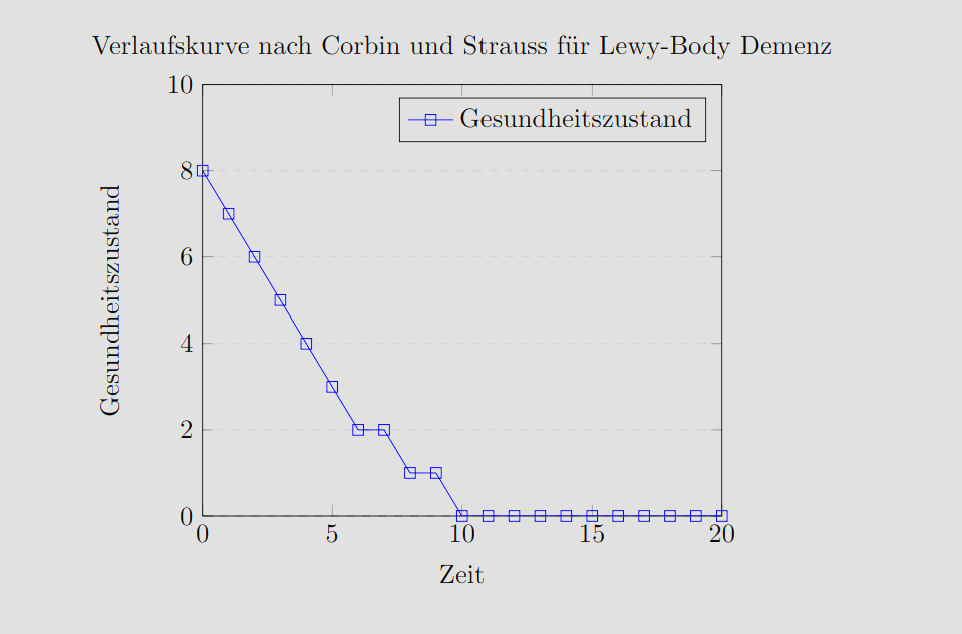 Verlaufskurve nach Corbin und Strauss für Lewy-Body Demenz
10
Gesundheitszustand
8
6
4
2
0
Gesundheitszustand
0 5 10 15 20
Zeit